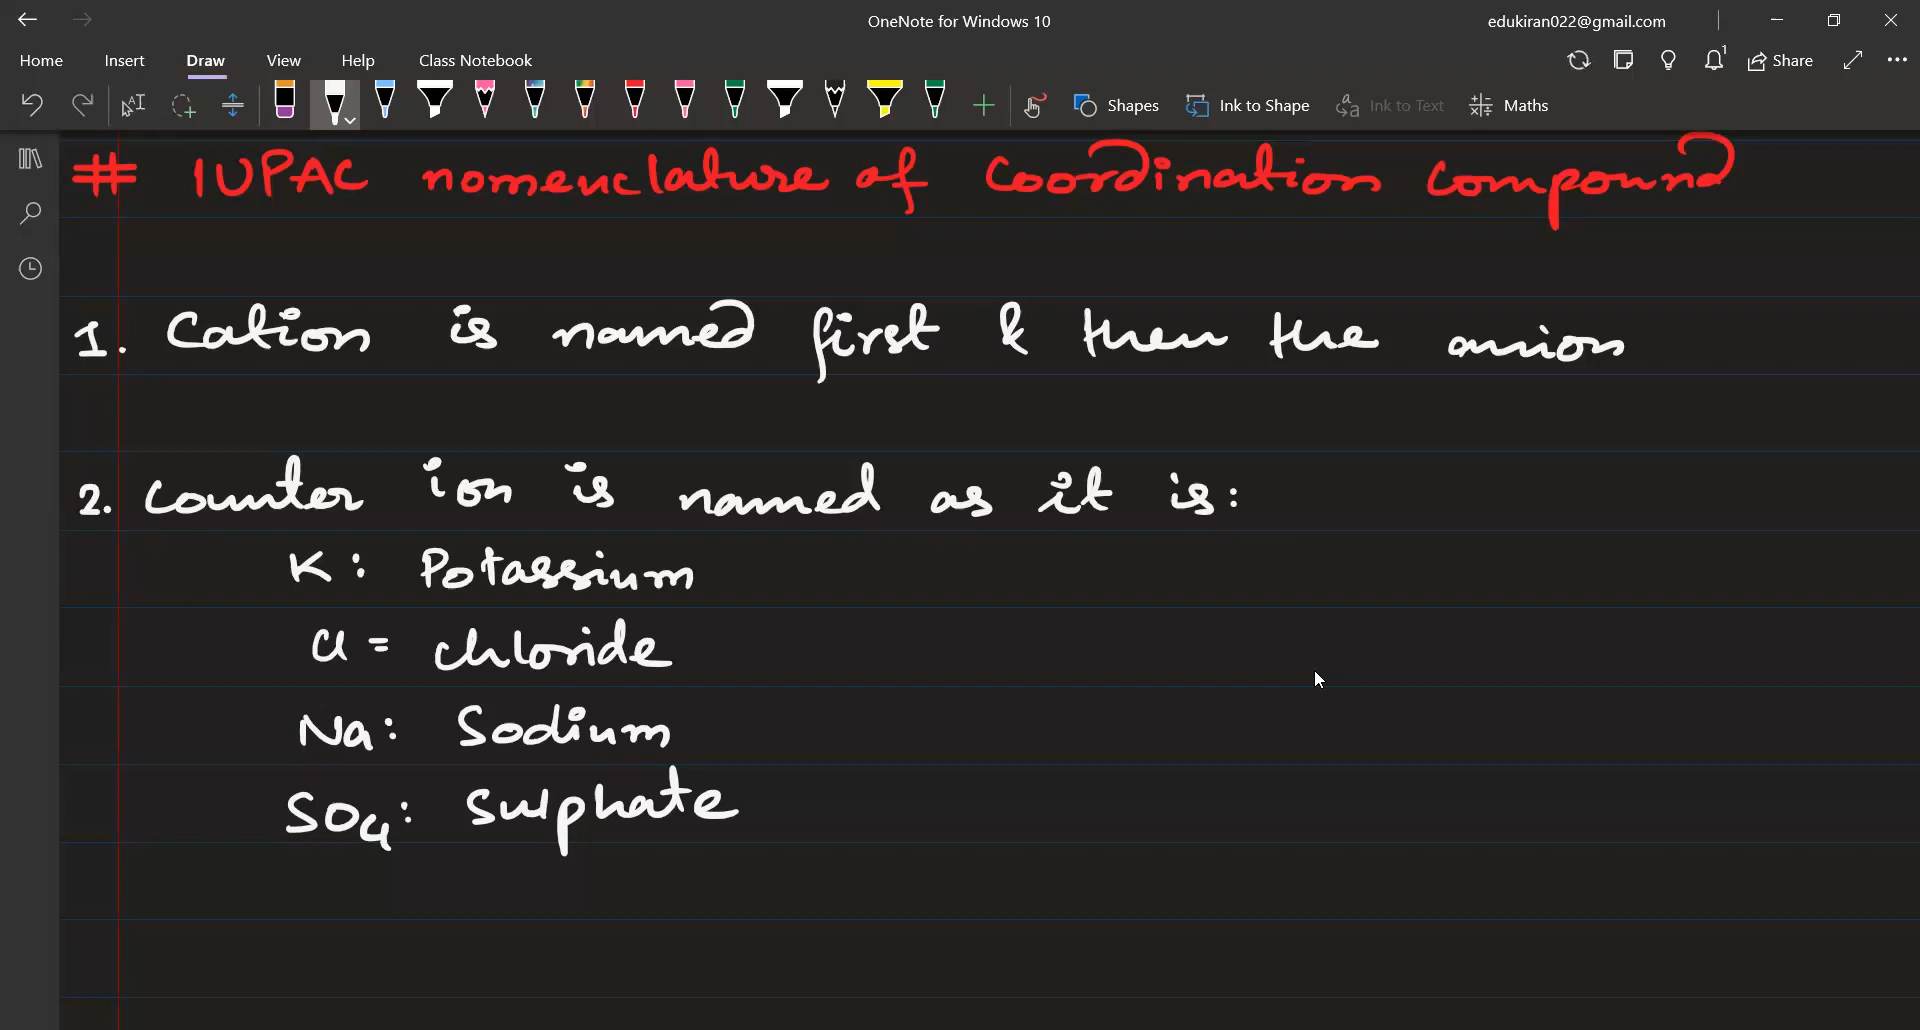 OneNote for Windows 10
edukiran022@gmail.com
Home Insert Draw View Help Class Notebook
1
Share
Shapes Ink to Shape Ink to Text Maths
# IUPAC nomenclature of Coordination compound
1. Cation is named first & then the anion
2. Counter ion is named as it is:
K: Potassium
Cl = chloride
Na: Sodium
SO4: Sulphate